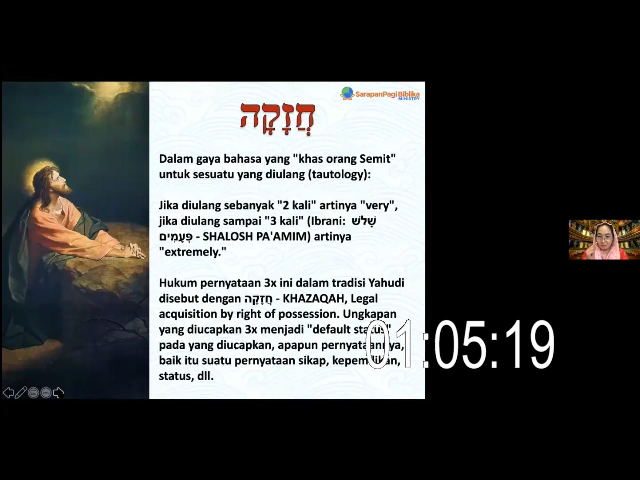 SarapanPagi Biblika
MINISTRY
חֲזָקָה
Dalam gaya bahasa yang "khas orang Semit"
untuk sesuatu yang diulang (tautology):
Jika diulang sebanyak "2 kali" artinya "very",
jika diulang sampai "3 kali" (Ibrani: שָׁלֹשׁ
פְּעָמִים - SHALOSH PA'AMIM) artinya
"extremely."
Hukum pernyataan 3x ini dalam tradisi Yahudi
disebut dengan חֲזָקָה - KHAZAQAH, Legal
acquisition by right of possession. Ungkapan
yang diucapkan 3x menjadi "default status"
pada yang diucapkan, apapun pernyataannya,
baik itu suatu pernyataan sikap, kepemilikan,
status, dll.
01:05:19